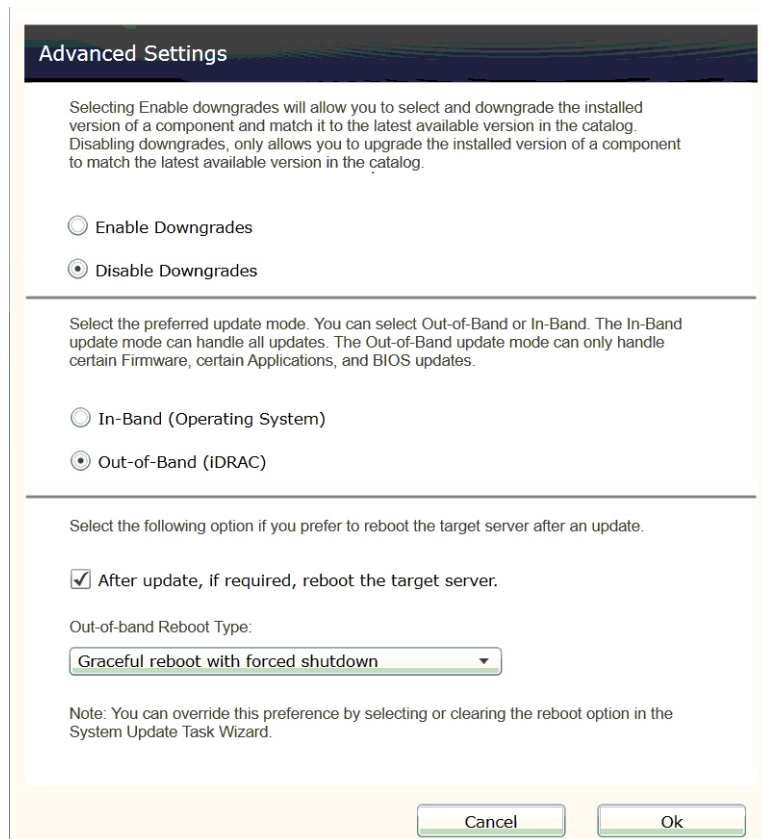 Advanced Settings
Selecting Enable downgrades will allow you to select and downgrade the installed
version of a component and match it to the latest available version in the catalog.
Disabling downgrades, only allows you to upgrade the installed version of a component
to match the latest available version in the catalog.
Enable Downgrades
Disable Downgrades
Select the preferred update mode. You can select Out-of-Band or In-Band. The In-Band
update mode can handle all updates. The Out-of-Band update mode can only handle
certain Firmware, certain Applications, and BIOS updates.
In-Band (Operating System)
Out-of-Band (iDRAC)
Select the following option if you prefer to reboot the target server after an update.
After update, if required, reboot the target server.
Out-of-band Reboot Type:
Graceful reboot with forced shutdown
Note: You can override this preference by selecting or clearing the reboot option in the
System Update Task Wizard.
Cancel
Ok